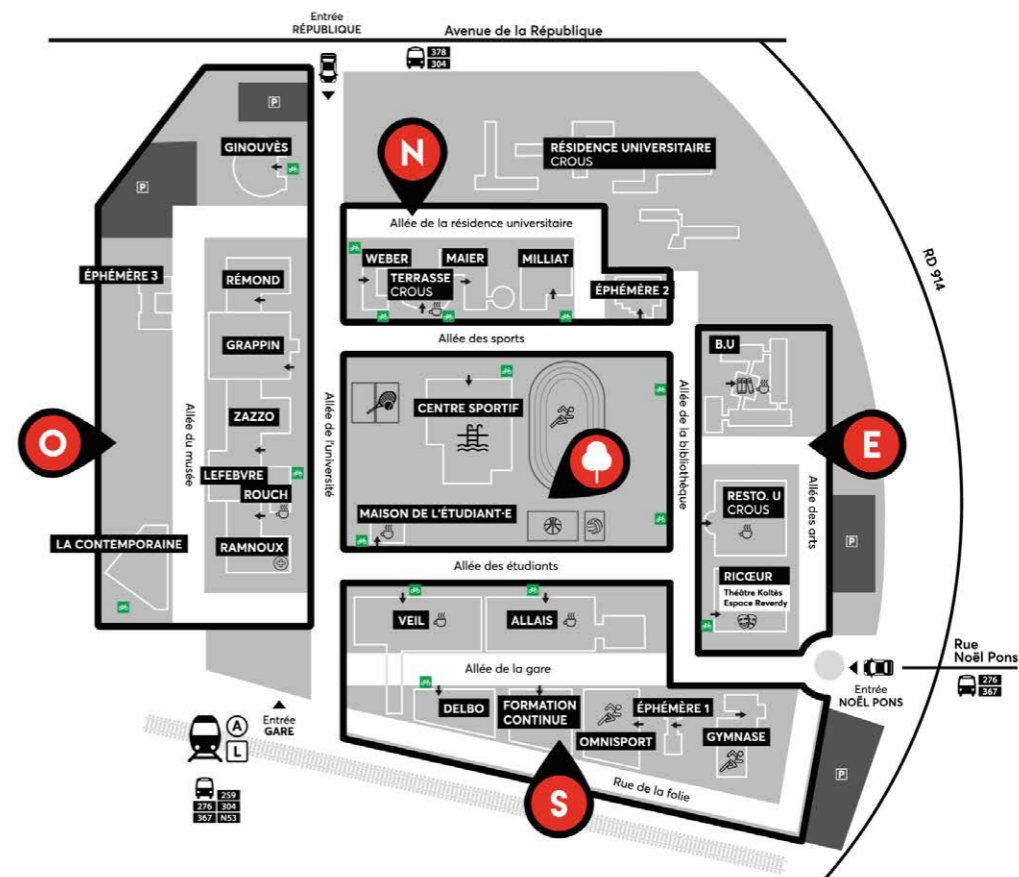 Entrée
RÉPUBLIQUE
Avenue de la République
378
304
P
GINOUVÈS
N
RÉSIDENCE UNIVERSITAIRE
CROUS
P
Allée de la résidence universitaire
RD 914
WEBER
MAIER
MILLIAT
ÉPHÉMÈRE 3
RÉMOND
TERRASSE
CROUS
ÉPHÉMÈRE 2
Allée des sports
GRAPPIN
B.U
Allée du musée
Allée de l'université
Allée de la bibliothèque
ZAZZO
CENTRE SPORTIF
O
E
LEFEBVRE
ROUCH
RESTO. U
CROUS
Allée des arts
MAISON DE L'ÉTUDIANT·E
LA CONTEMPORAINE
RAMNOUX
P
Allée des étudiants
RICŒUR
Théâtre Koltès
Espace Reverdy
VEIL
ALLAIS
Allée de la gare
Rue
Noël Pons
276
367
Entrée
NOËL PONS
Entrée
GARE
A
L
DELBO
FORMATION
CONTINUE
ÉPHÉMÈRE 1
OMNISPORT
GYMNASE
P
Rue de la folie
S
259
276 304
367 N53